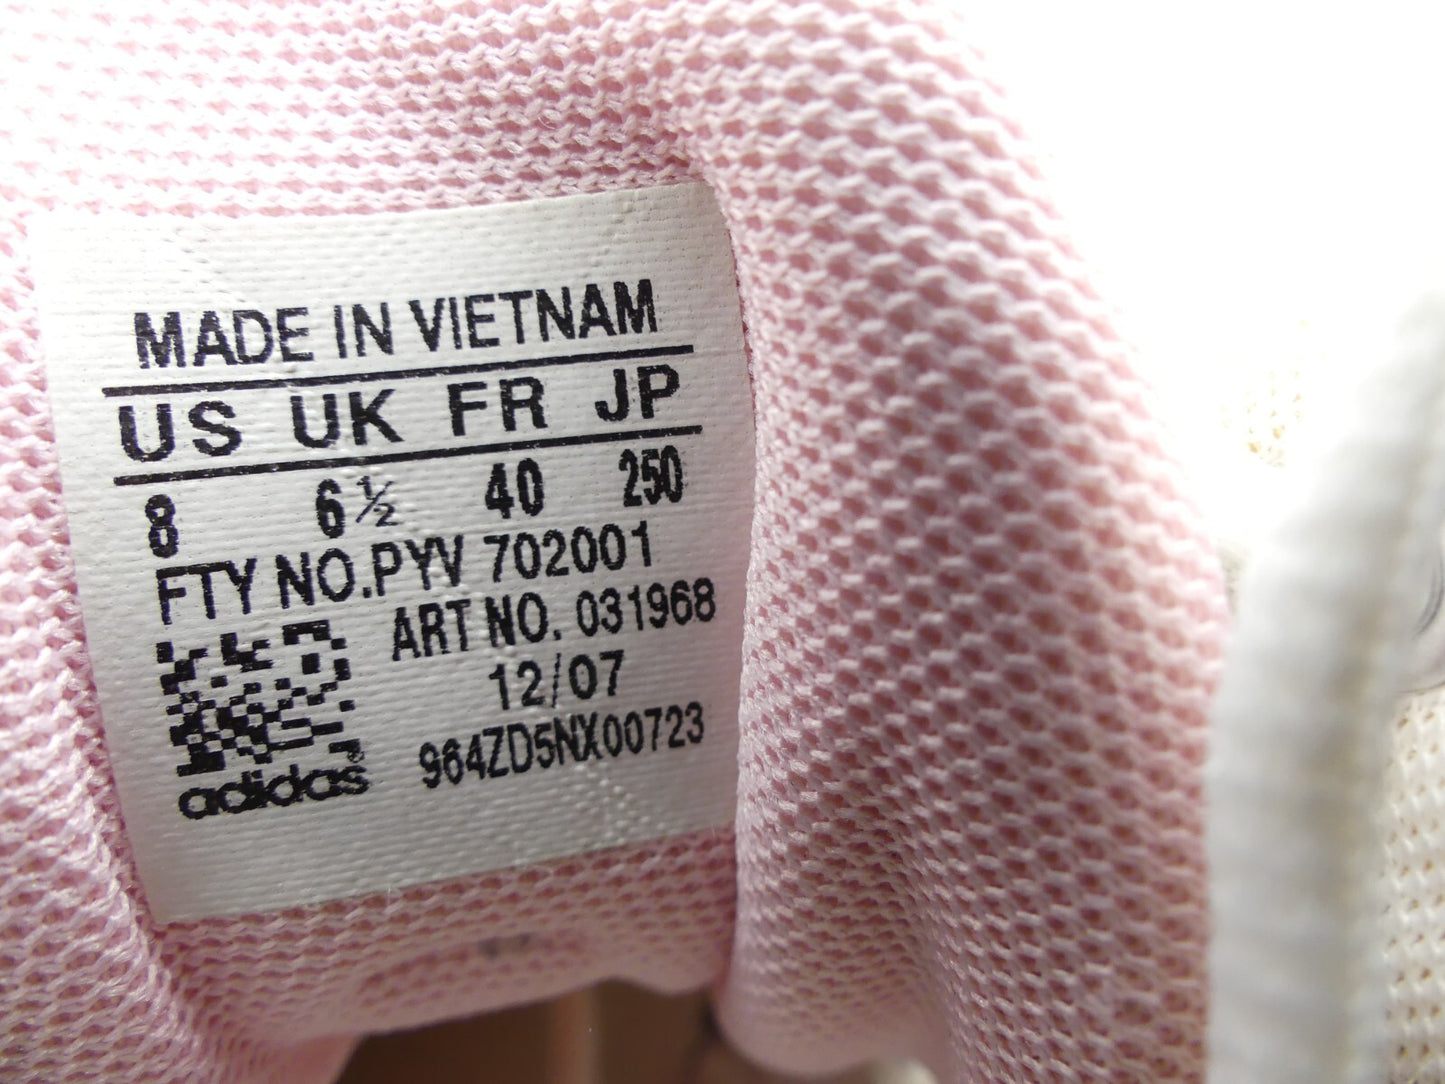 MADE IN VIETNAM
US UK FR JP
8 6½ 40 250
FTY NO.PYV 702001
ART NO. 031968
12/07
964ZD5NX00723
adidas